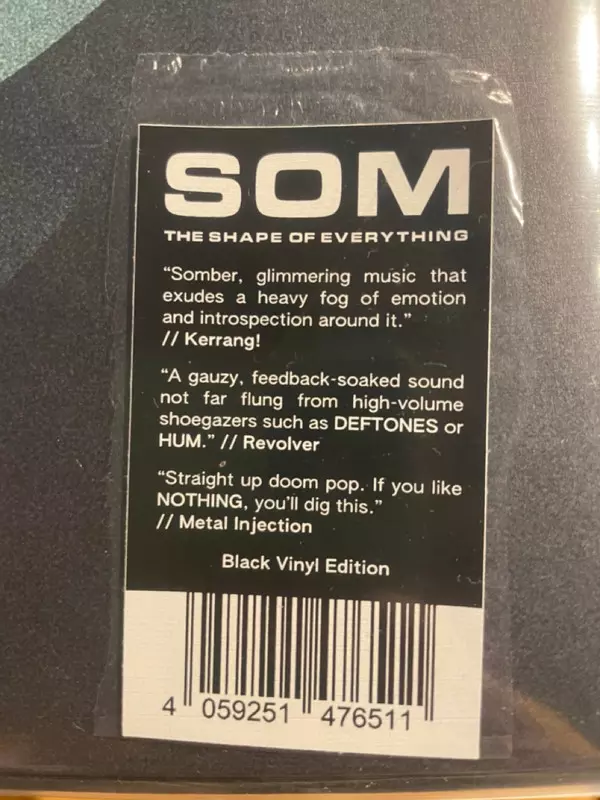 SOM
THE SHAPE OF EVERYTHING
“Somber, glimmering music that
exudes a heavy fog of emotion
and introspection around it.”
// Kerrang!
“A gauzy, feedback-soaked sound
not far flung from high-volume
shoegazers such as DEFTONES or
HUM.” // Revolver
“Straight up doom pop. If you like
NOTHING, you’ll dig this.”
// Metal Injection
Black Vinyl Edition
4 059251 476511